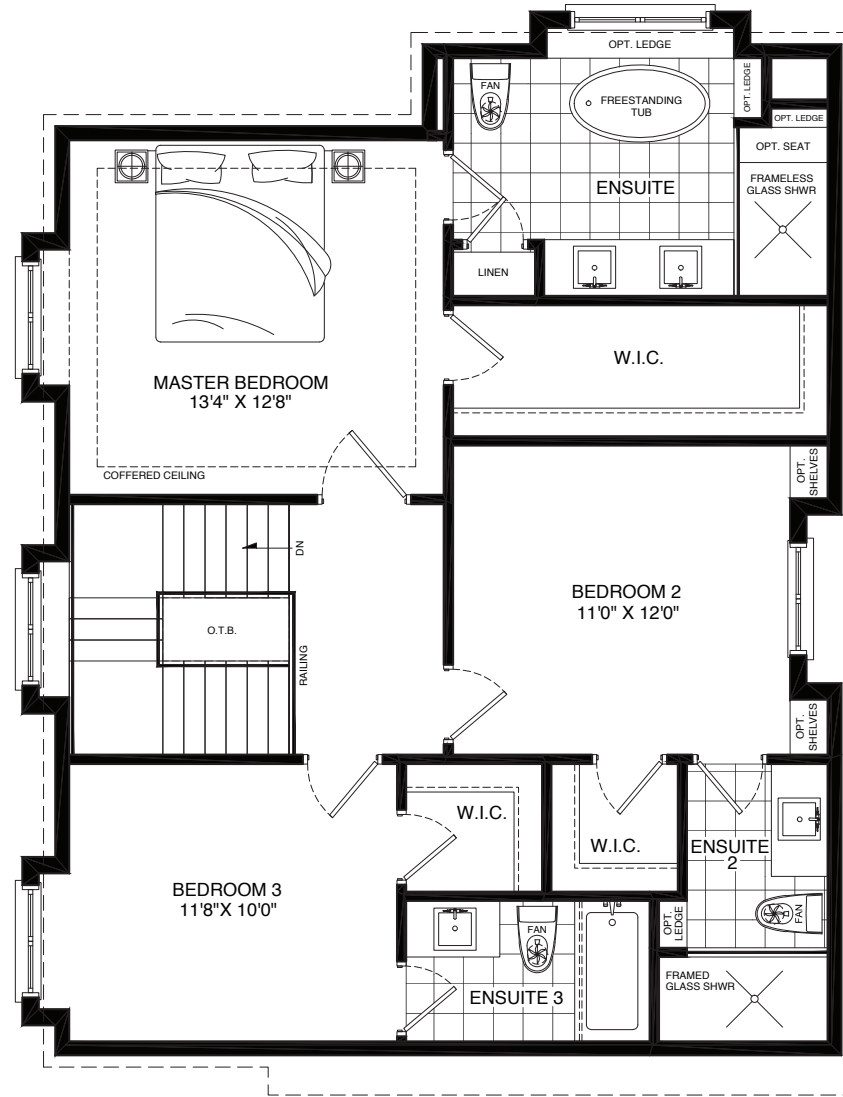 OPT. LEDGE
FAN
FREESTANDING
TUB
OPT. LEDGE
OPT. LEDGE
OPT. SEAT
ENSUITE
FRAMELESS
GLASS SHWR
LINEN
W.I.C.
MASTER BEDROOM
13'4" X 12'8"
COFFERED CEILING
OPT.
SHELVES
DN
BEDROOM 2
11'0" X 12'0"
O.T.B.
RAILING
OPT.
SHELVES
W.I.C.
W.I.C.
ENSUITE
2
BEDROOM 3
11'8"X 10'0"
FAN
FAN
OPT.
LEDGE
ENSUITE 3
FRAMED
GLASS SHWR